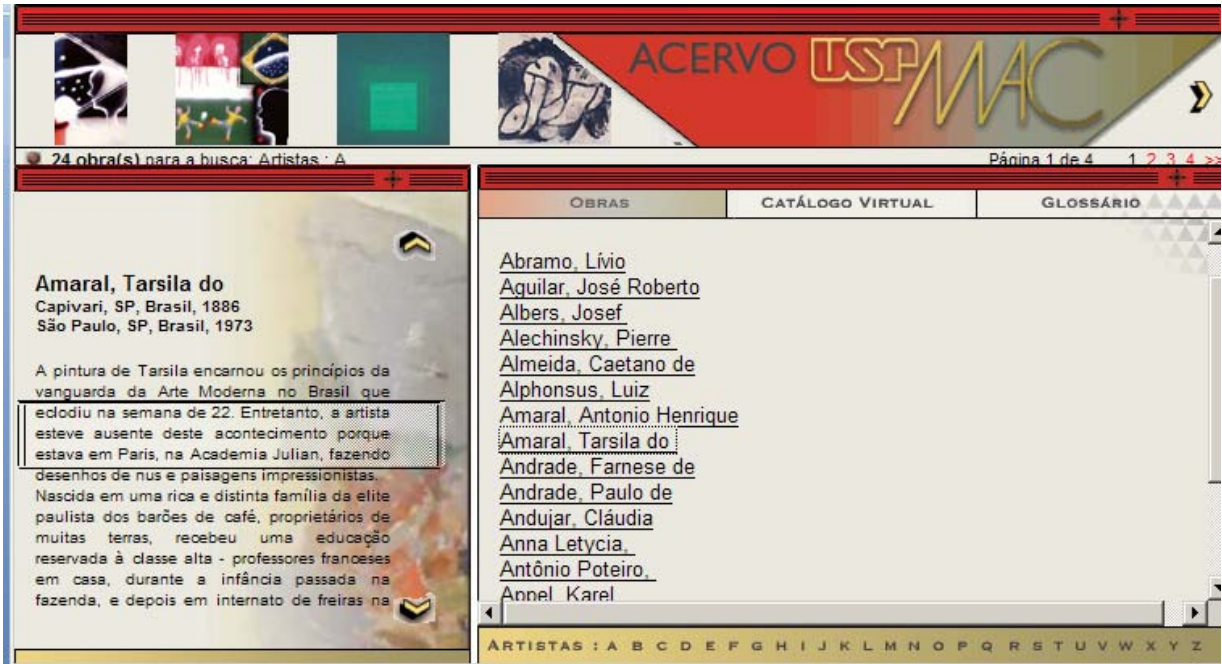 ACERVO USP MAC
24 obra(s) para a busca: Artistas : A
Página 1 de 4 1 2 3 4 >>
Amaral, Tarsila do
Capivari, SP, Brasil, 1886
São Paulo, SP, Brasil, 1973
A pintura de Tarsila encarnou os princípios da
vanguarda da Arte Moderna no Brasil que
eclodiu na semana de 22. Entretanto, a artista
esteve ausente deste acontecimento porque
estava em Paris, na Academia Julian, fazendo
desenhos de nus e paisagens impressionistas.
Nascida em uma rica e distinta família da elite
paulista dos barões de café, proprietários de
muitas terras, recebeu uma educação
reservada à classe alta - professores franceses
em casa, durante a infância passada na
fazenda, e depois em internato de freiras na
OBRAS
CATÁLOGO VIRTUAL
GLOSSÁRIO
Abramo, Lívio
Aguilar, José Roberto
Albers, Josef
Alechinsky, Pierre
Almeida, Caetano de
Alphonsus, Luiz
Amaral, Antonio Henrique
Amaral, Tarsila do
Andrade, Farnese de
Andrade, Paulo de
Andujar, Cláudia
Anna Letycia,
Antônio Poteiro,
Appel, Karel
ARTISTAS : A B C D E F G H I J K L M N O P Q R S T U V W X Y Z